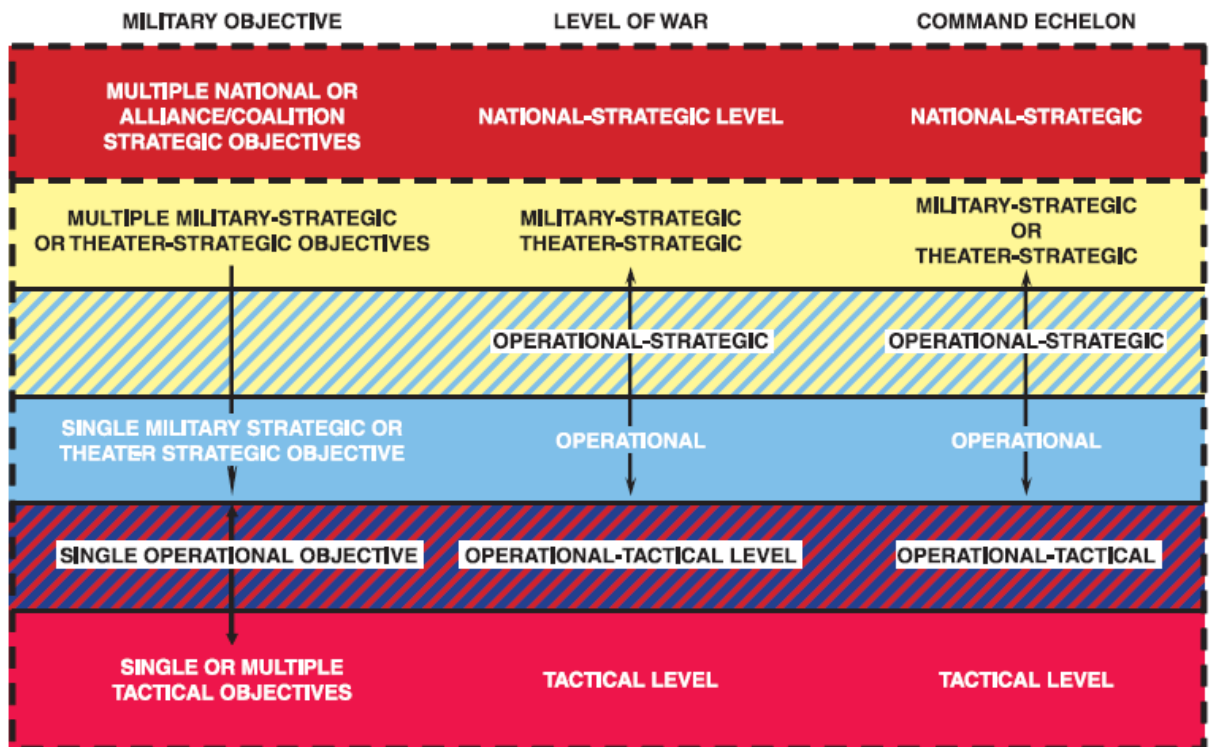 MILITARY OBJECTIVE
LEVEL OF WAR
COMMAND ECHELON
MULTIPLE NATIONAL OR
ALLIANCE/COALITION
STRATEGIC OBJECTIVES
NATIONAL-STRATEGIC LEVEL
NATIONAL-STRATEGIC
MULTIPLE MILITARY-STRATEGIC
OR THEATER-STRATEGIC OBJECTIVES
MILITARY-STRATEGIC
THEATER-STRATEGIC
MILITARY-STRATEGIC
OR
THEATER-STRATEGIC
OPERATIONAL-STRATEGIC
OPERATIONAL-STRATEGIC
SINGLE MILITARY STRATEGIC OR
THEATER STRATEGIC OBJECTIVE
OPERATIONAL
OPERATIONAL
SINGLE OPERATIONAL OBJECTIVE
OPERATIONAL-TACTICAL LEVEL
OPERATIONAL-TACTICAL
SINGLE OR MULTIPLE
TACTICAL OBJECTIVES
TACTICAL LEVEL
TACTICAL LEVEL